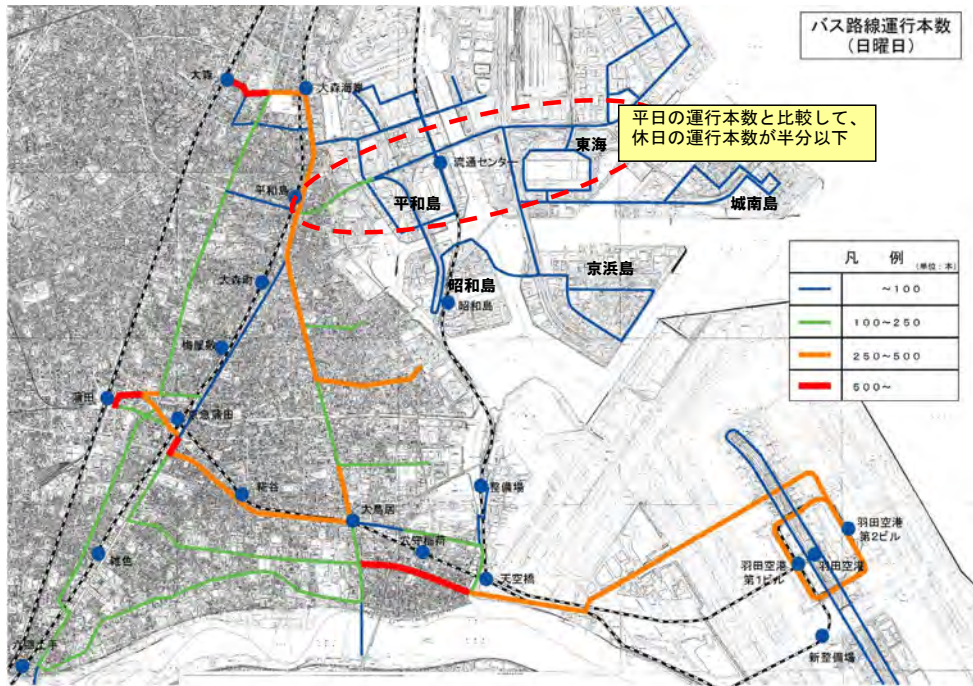 バス路線運行本数
(日曜日)
大森
大森海岸
平日の運行本数と比較して、
休日の運行本数が半分以下
東海
流通センター
平和島
平和島
城南島
京浜島
大森町
昭和島
昭和島
凡 例
(単位：本)
～100
100～250
250～500
500～
梅屋敷
蒲田
京急蒲田
糀谷
整備場
大鳥居
穴守稲荷
羽田空港
第2ビル
雑色
天空橋
羽田空港
第1ビル
羽田空港
六郷土手
新整備場